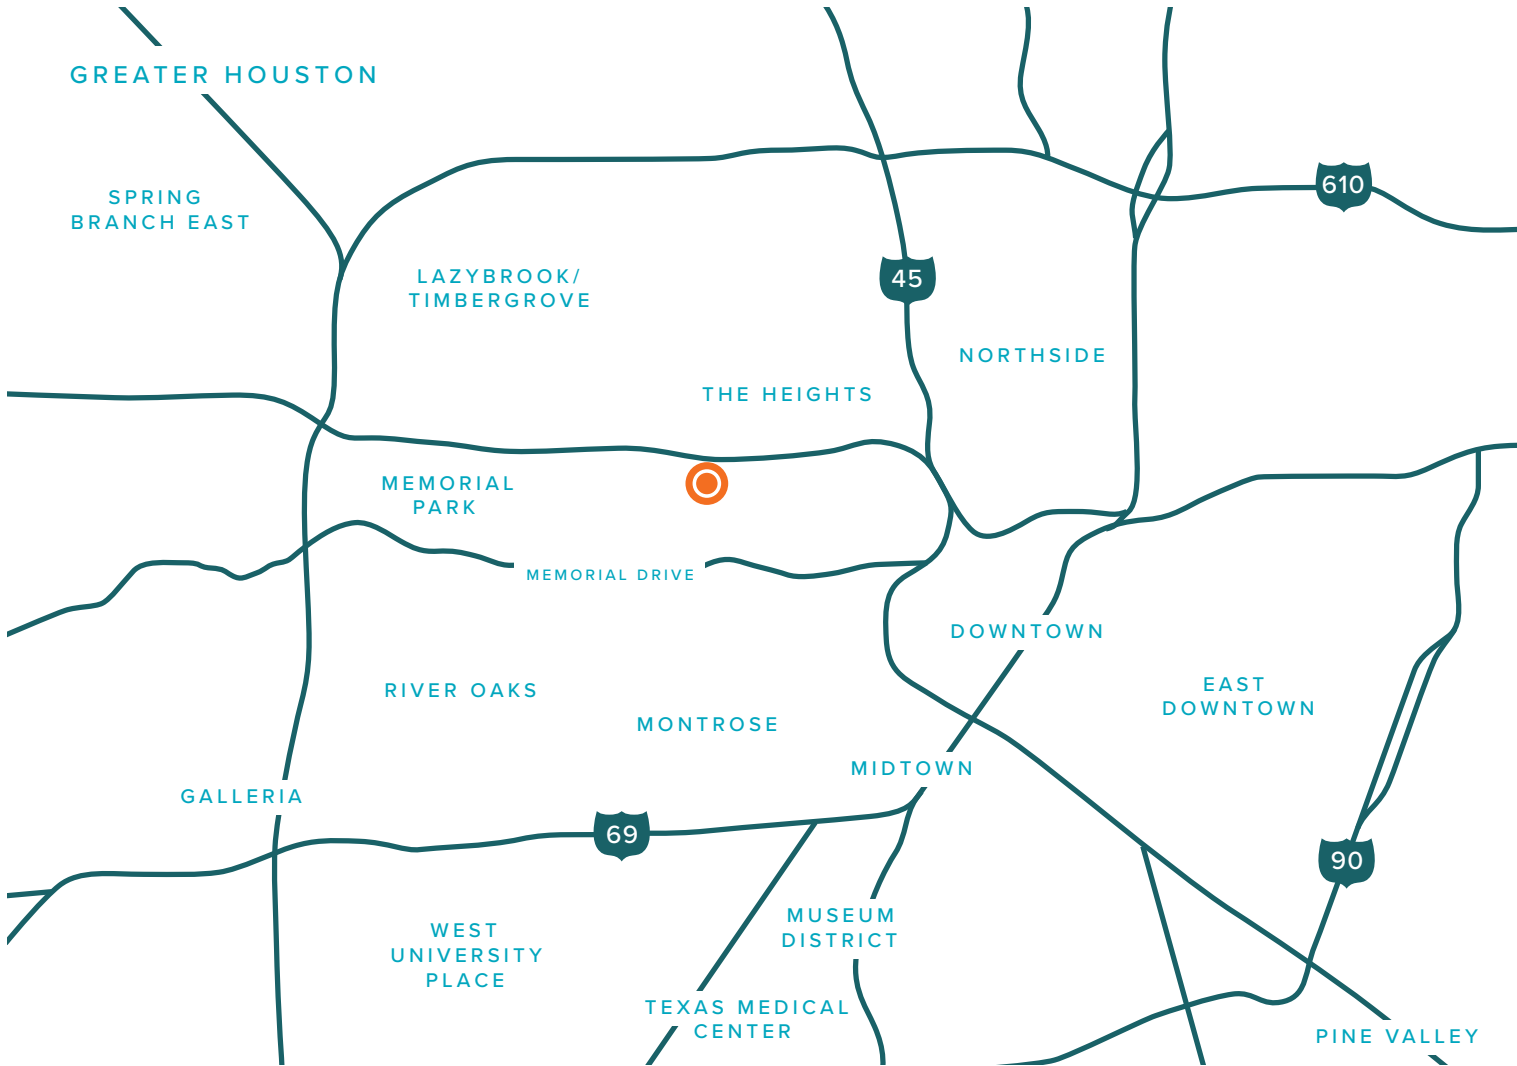 GREATER HOUSTON
610
SPRING
BRANCH EAST
LAZYBROOK/
TIMBERGROVE
45
NORTHSIDE
THE HEIGHTS
MEMORIAL
PARK
MEMORIAL DRIVE
DOWNTOWN
RIVER OAKS
EAST
DOWNTOWN
MONTROSE
MIDTOWN
GALLERIA
69
90
MUSEUM
DISTRICT
WEST
UNIVERSITY
PLACE
TEXAS MEDICAL
CENTER
PINE VALLEY